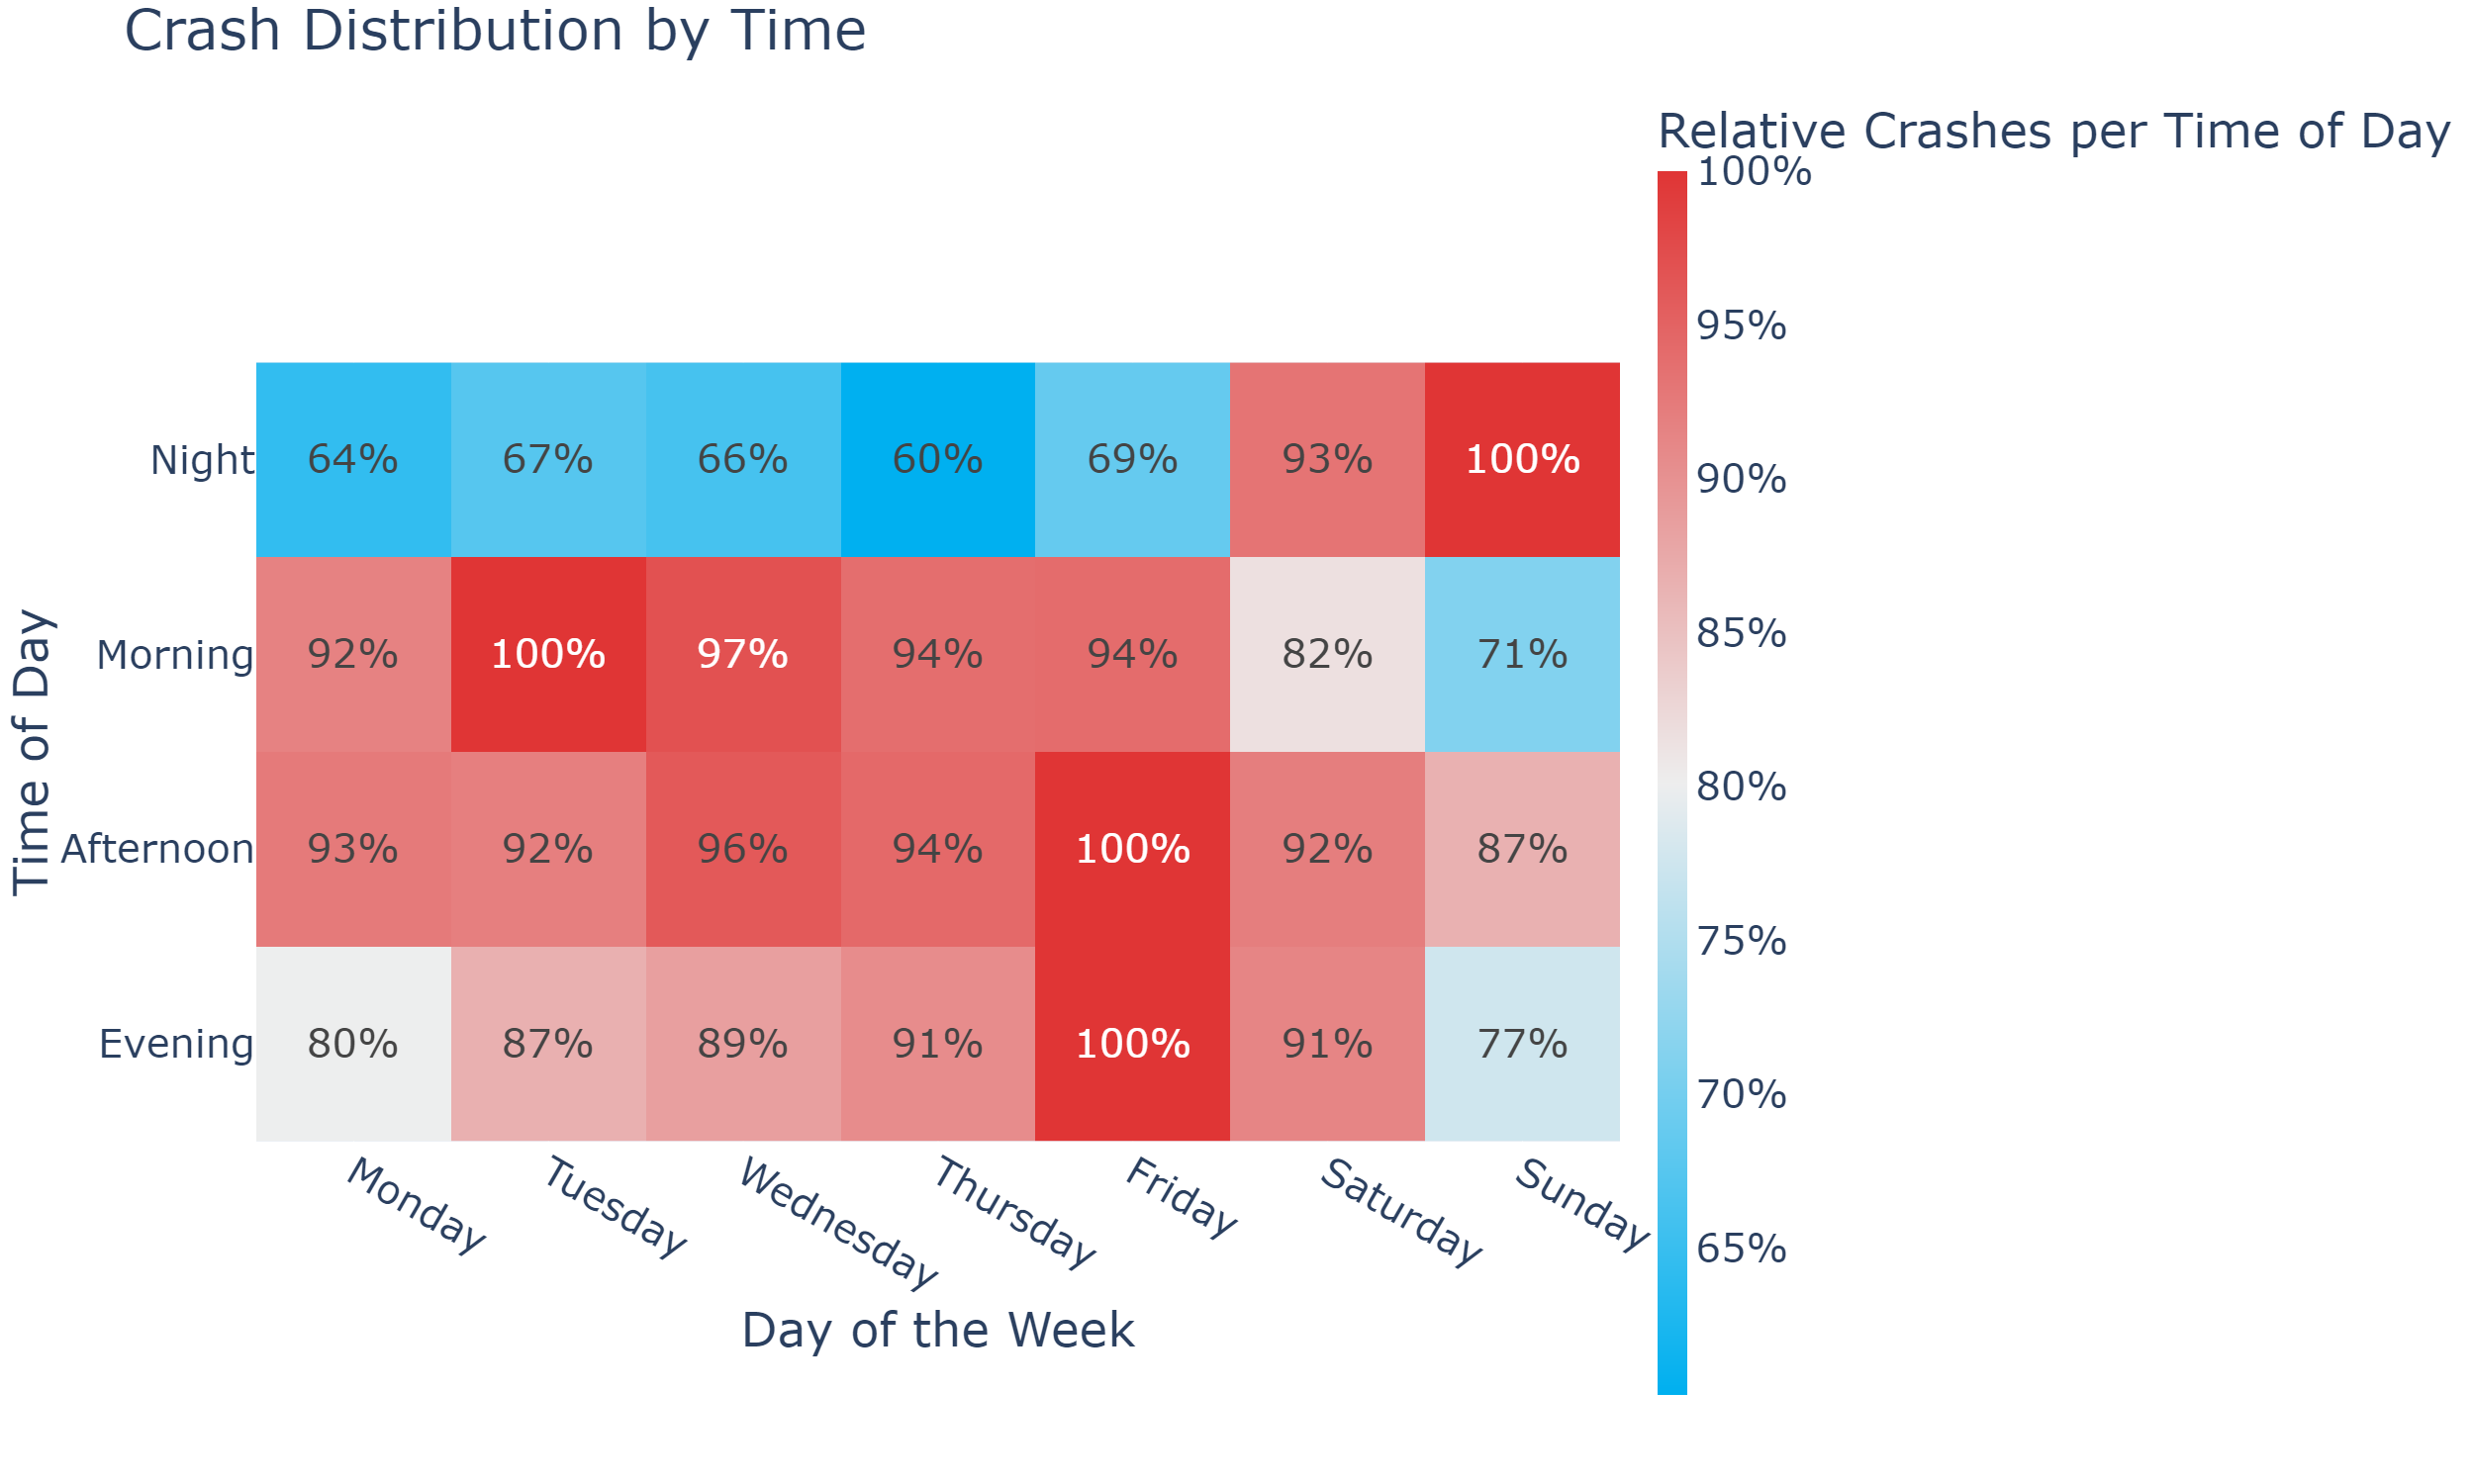 Crash Distribution by Time
Relative Crashes per Time of Day
100%
95%
90%
85%
80%
75%
70%
65%
Time of Day
Night
64% 67% 66% 60% 69% 93% 100%
Morning
92% 100% 97% 94% 94% 82% 71%
Afternoon
93% 92% 96% 94% 100% 92% 87%
Evening
80% 87% 89% 91% 100% 91% 77%
Monday Tuesday Wednesday Thursday Friday Saturday Sunday
Day of the Week